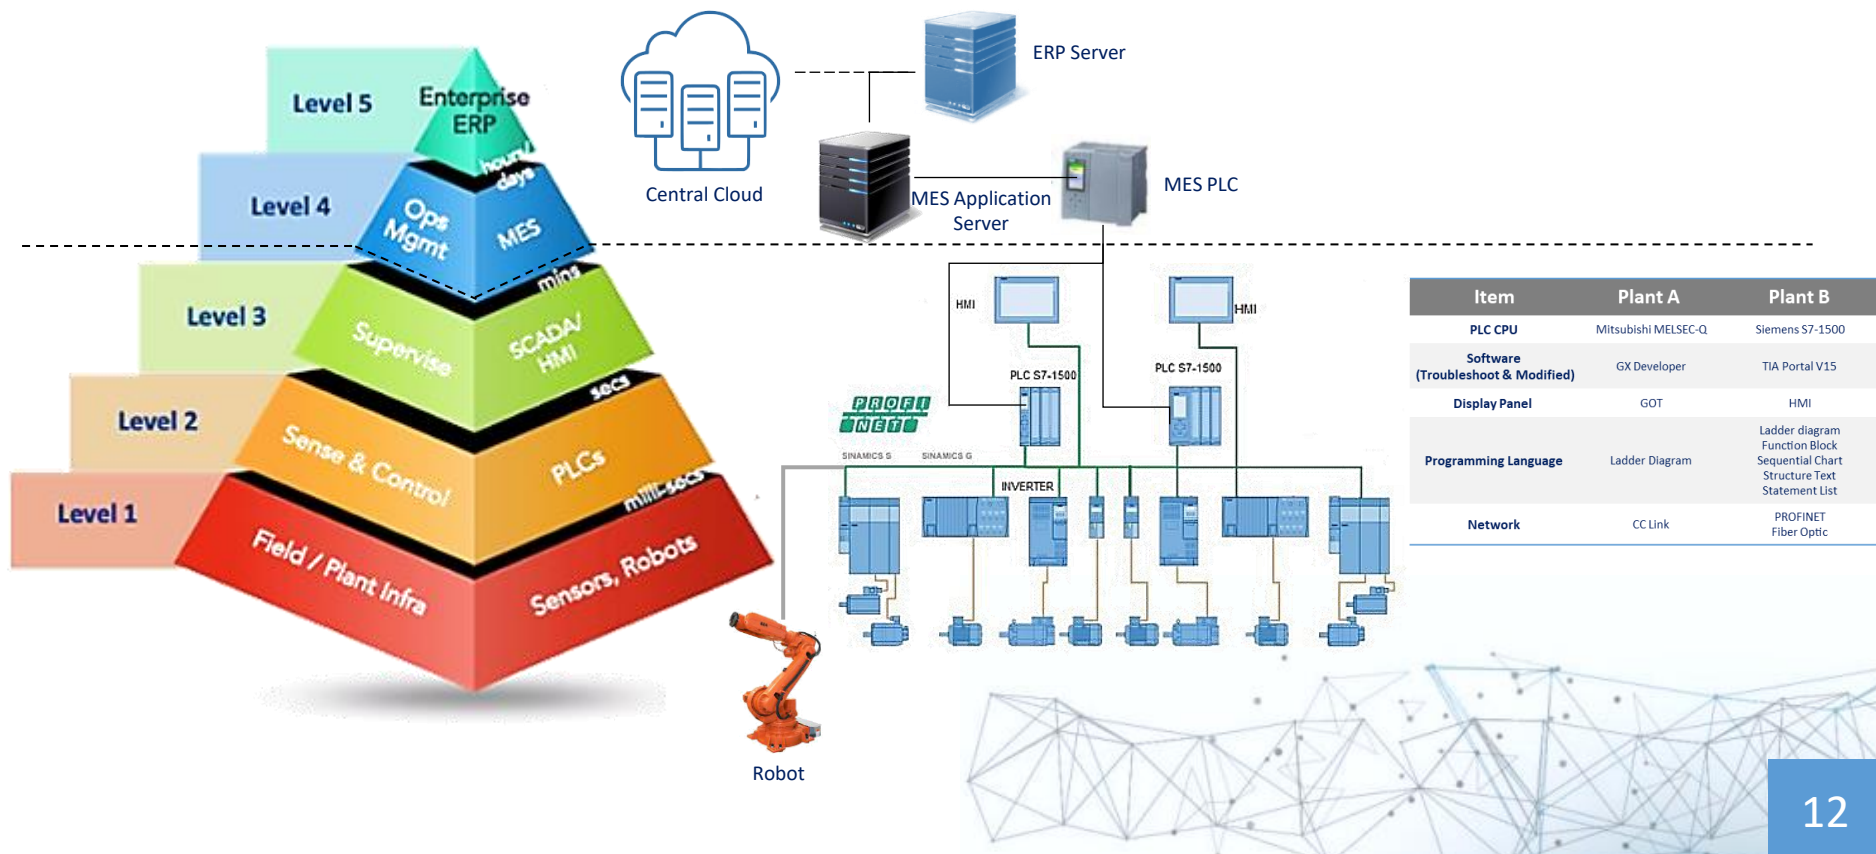 Level 5
Enterprise
ERP
hours/
days
Level 4
Ops
Mgmt
MES
mins
Level 3
Supervise
SCADA/
HMI
secs
Level 2
Sense & Control
PLCs
milli-secs
Level 1
Field / Plant Infra
Sensors, Robots
Central Cloud
ERP Server
MES Application
Server
MES PLC
HMI
HMI
PLC S7-1500
PLC S7-1500
PROFI
NET
SINAMICS S
SINAMICS G
INVERTER
Robot
Item Plant A Plant B
PLC CPU Mitsubishi MELSEC-Q Siemens S7-1500
Software
(Troubleshoot & Modified) GX Developer TIA Portal V15
Display Panel GOT HMI
Programming Language Ladder Diagram
Ladder diagram
Function Block
Sequential Chart
Structure Text
Statement List
Network CC Link
PROFINET
Fiber Optic
12